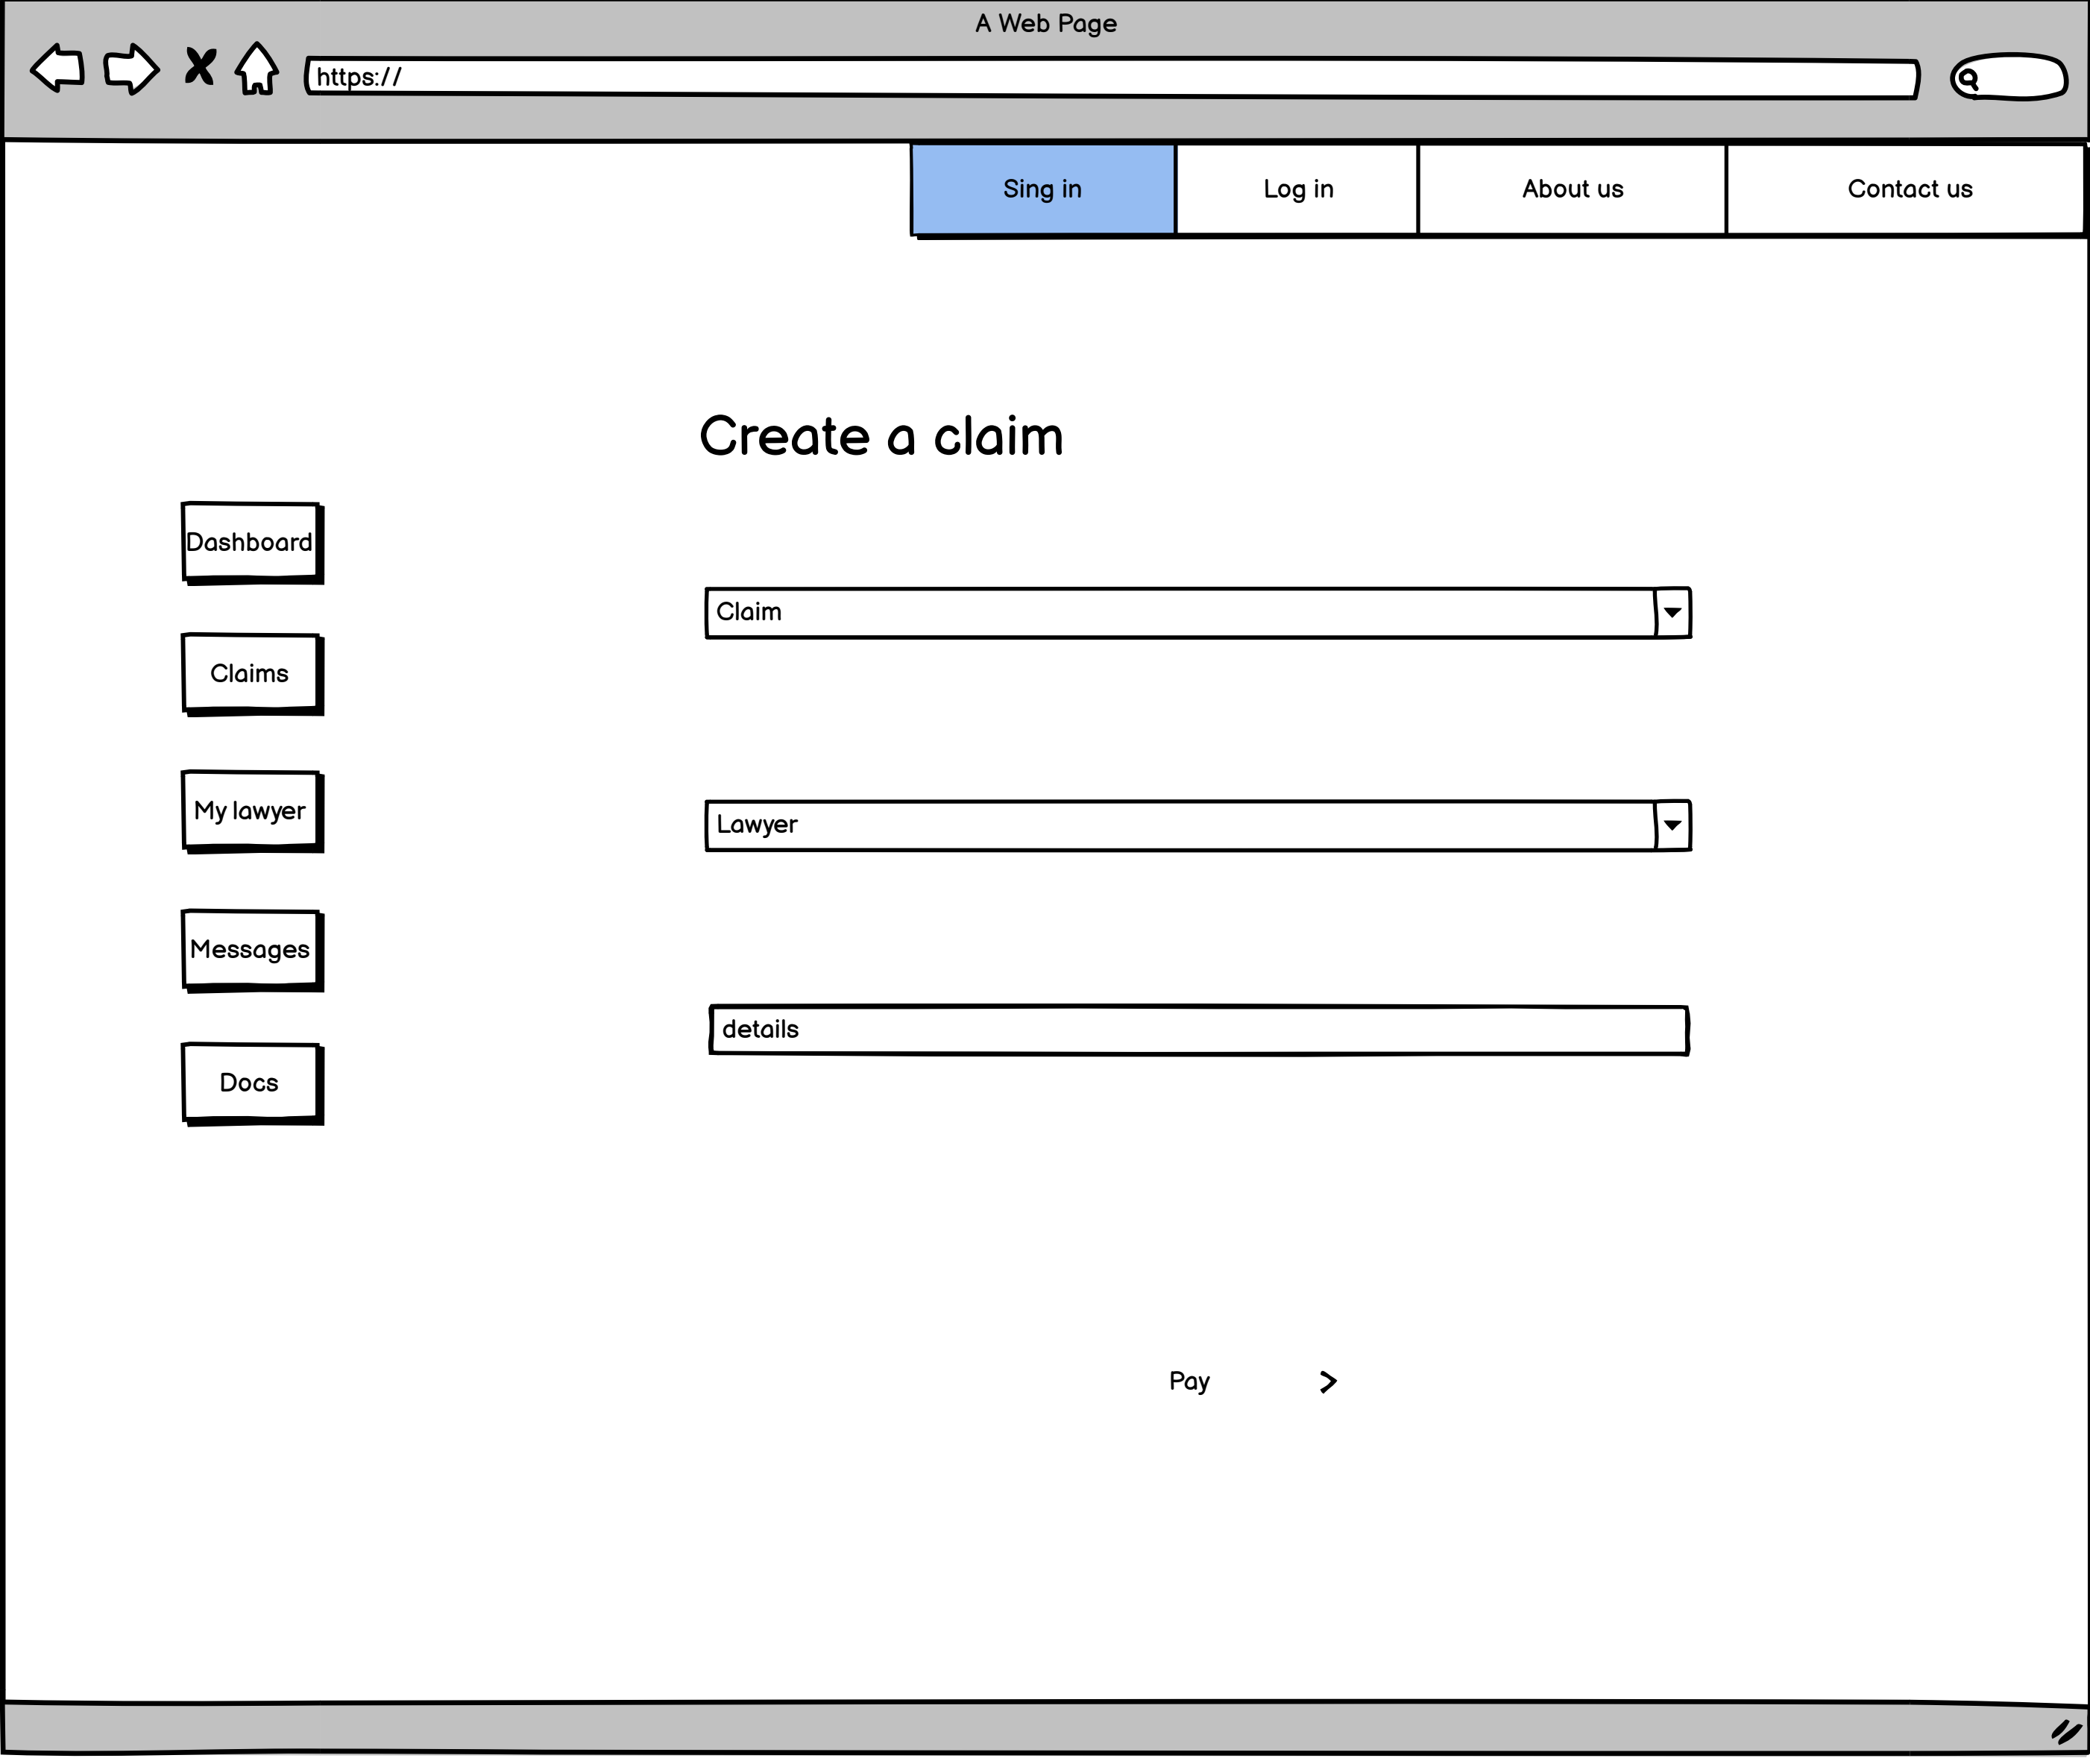 A Web Page
https://
Sing in
Log in
About us
Contact us
Create a claim
Dashboard
Claims
My lawyer
Messages
Docs
Claim
Lawyer
details
Pay